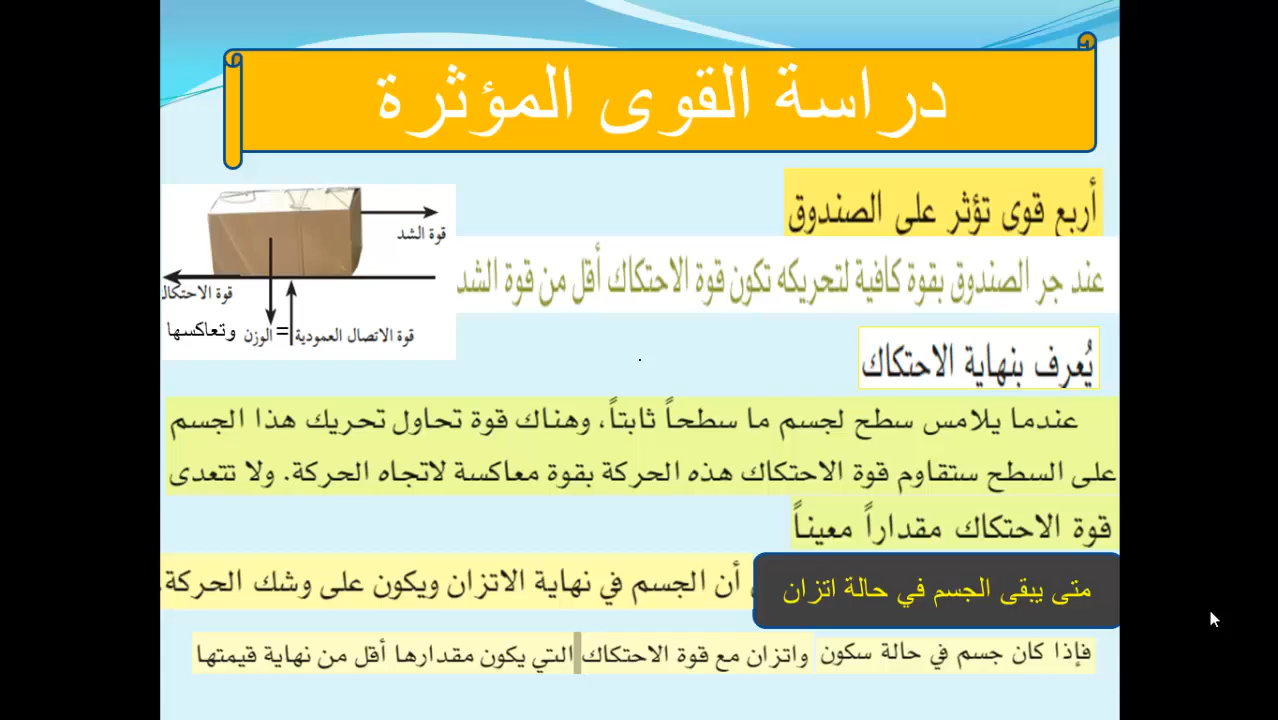 دراسة القوى المؤثرة
أربع قوى تؤثر على الصندوق
عند جر الصندوق بقوة كافية لتحريكه تكون قوة الاحتكاك أقل من قوة الشد
قوة الشد
قوة الاحتكاك
قوة الاتصال العمودية = الوزن وتعاكسها
يُعرف بنهاية الاحتكاك
عندما يلامس سطح لجسم ما سطحاً ثابتاً، وهناك قوة تحاول تحريك هذا الجسم
على السطح ستقاوم قوة الاحتكاك هذه الحركة بقوة معاكسة لاتجاه الحركة. ولا تتعدى
قوة الاحتكاك مقداراً معيناً
متى يبقى الجسم في حالة اتزان
أن الجسم في نهاية الاتزان ويكون على وشك الحركة.
فإذا كان جسم في حالة سكون واتزان مع قوة الاحتكاك التي يكون مقدارها أقل من نهاية قيمتها